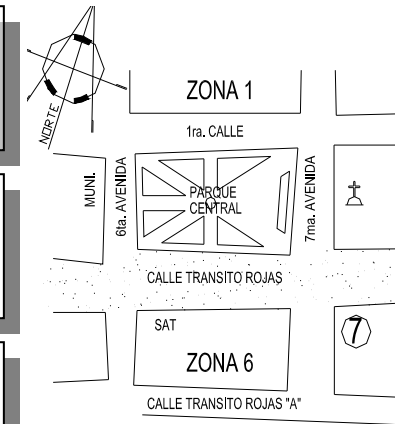 ZONA 1
NORTE
1ra. CALLE
MUNI.
6ta. AVENIDA
PARQUE
CENTRAL
7ma. AVENIDA
CALLE TRANSITO ROJAS
SAT
7
ZONA 6
CALLE TRANSITO ROJAS "A"